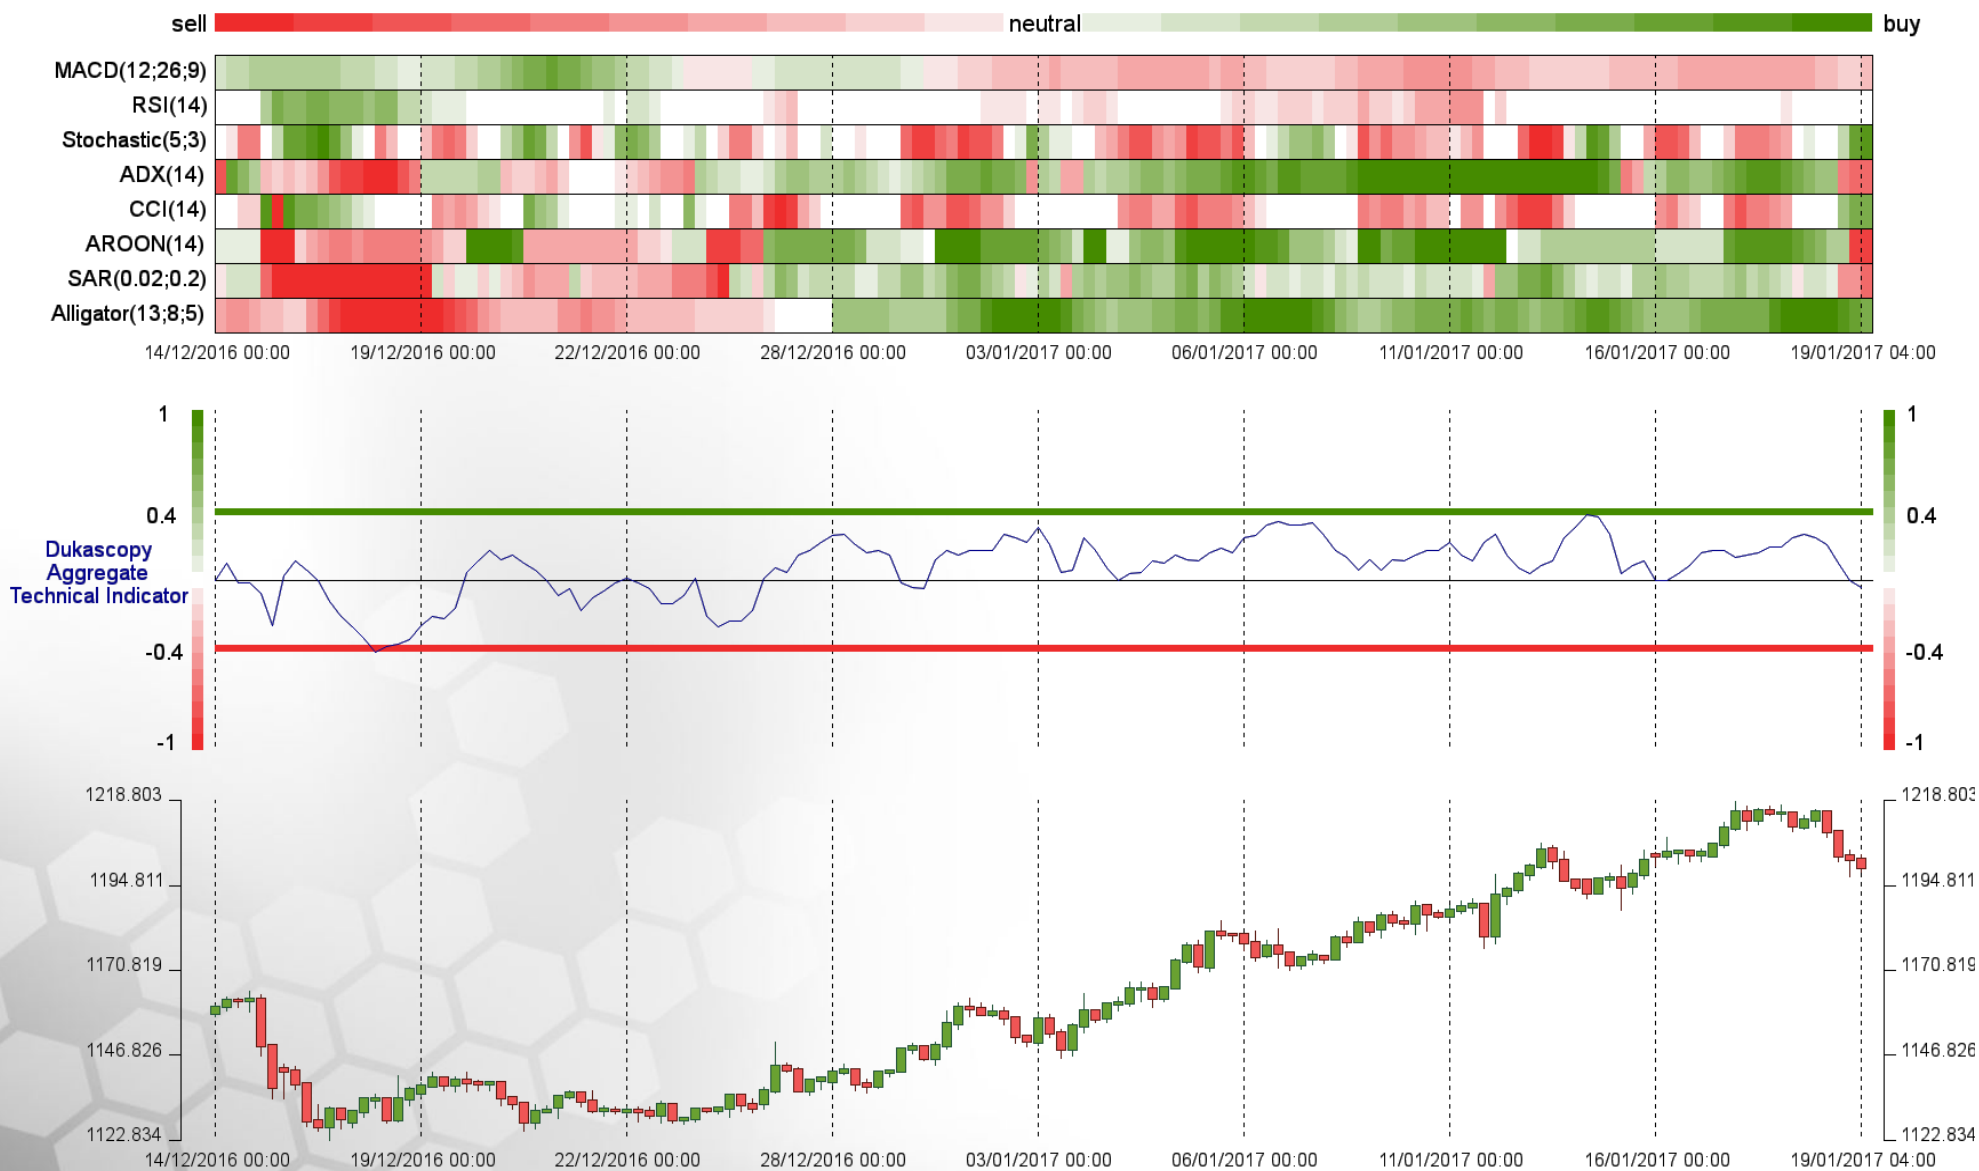 sell neutral buy
MACD(12;26;9)
RSI(14)
Stochastic(5;3)
ADX(14)
CCI(14)
AROON(14)
SAR(0.02;0.2)
Alligator(13;8;5)
14/12/2016 00:00 19/12/2016 00:00 22/12/2016 00:00 28/12/2016 00:00 03/01/2017 00:00 06/01/2017 00:00 11/01/2017 00:00 16/01/2017 00:00 19/01/2017 04:00
1 1
0.4 0.4
Dukascopy
Aggregate
Technical Indicator
-0.4 -0.4
-1 -1
1218.803 1218.803
1194.811 1194.811
1170.819 1170.819
1146.826 1146.826
1122.834 1122.834
14/12/2016 00:00 19/12/2016 00:00 22/12/2016 00:00 28/12/2016 00:00 03/01/2017 00:00 06/01/2017 00:00 11/01/2017 00:00 16/01/2017 00:00 19/01/2017 04:00